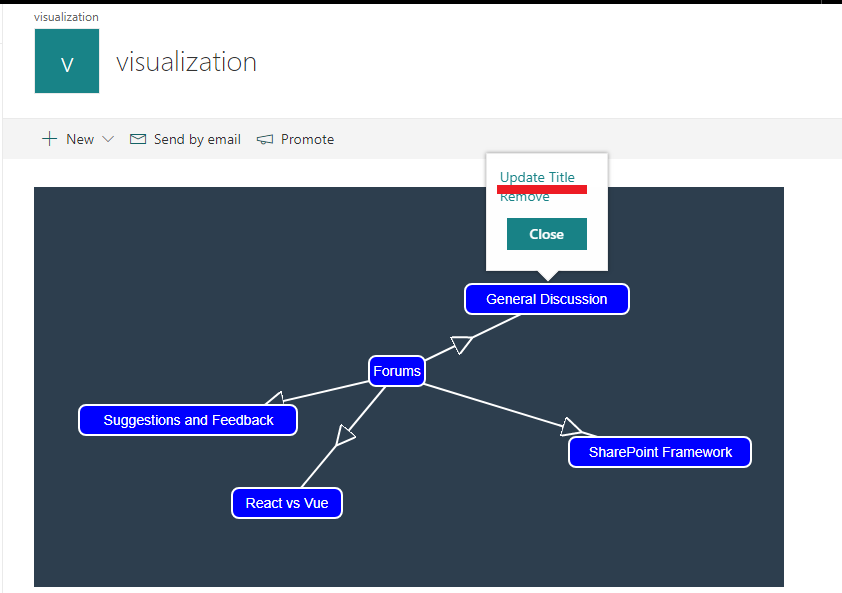 visualization
V
visualization
New
Send by email
Promote
Update Title
Remove
Close
General Discussion
Forums
Suggestions and Feedback
SharePoint Framework
React vs Vue